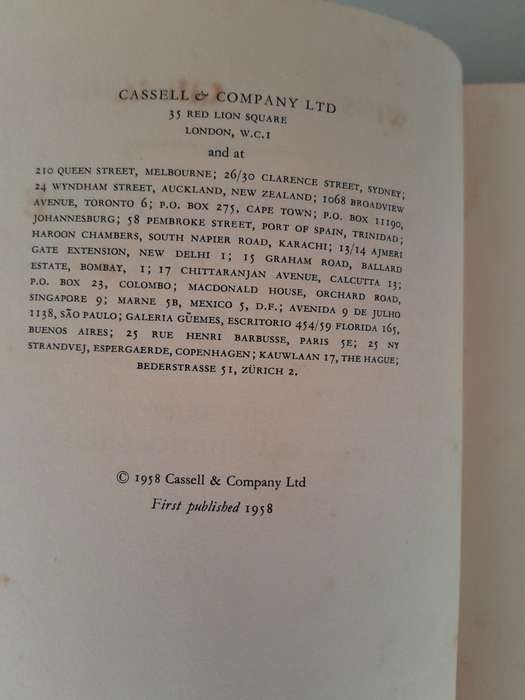 CASSELL & COMPANY LTD
35 RED LION SQUARE
LONDON, W.C.1
and at
210 QUEEN STREET, MELBOURNE; 26/30 CLARENCE STREET, SYDNEY;
24 WYNDHAM STREET, AUCKLAND, NEW ZEALAND; 1068 BROADVIEW
AVENUE, TORONTO 6; P.O. BOX 275, CAPE TOWN; P.O. BOX 11190,
JOHANNESBURG; 58 PEMBROKE STREET, PORT OF SPAIN, TRINIDAD;
HAROON CHAMBERS, SOUTH NAPIER ROAD, KARACHI; 13/14 AJMERI
GATE EXTENSION, NEW DELHI 1; 15 GRAHAM ROAD, BALLARD
ESTATE, BOMBAY, 1; 17 CHITTARANJAN AVENUE, CALCUTTA 13;
P.O. BOX 23, COLOMBO; MACDONALD HOUSE, ORCHARD ROAD,
SINGAPORE 9; MARNE 5B, MEXICO 5, D.F.; AVENIDA 9 DE JULHO
1138, SÃO PAULO; GALERIA GÜEMES, ESCRITORIO 454/59 FLORIDA 165,
BUENOS AIRES; 25 RUE HENRI BARBUSSE, PARIS 5E; 25 NY
STRANDVEJ, ESPERGAERDE, COPENHAGEN; KAUWLAAN 17, THE HAGUE;
BEDERSTRASSE 51, ZÜRICH 2.
© 1958 Cassell & Company Ltd
First published 1958